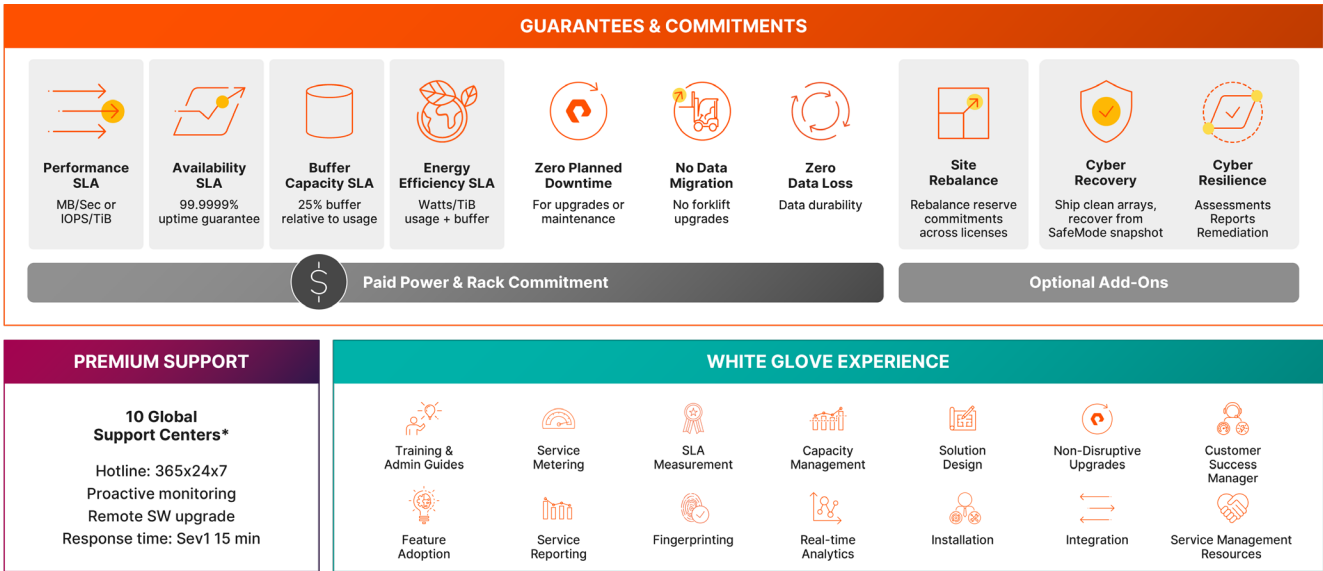 GUARANTEES & COMMITMENTS
Performance
SLA
MB/Sec or
IOPS/TiB
Availability
SLA
99.9999%
uptime guarantee
Buffer
Capacity SLA
25% buffer
relative to usage
Energy
Efficiency SLA
Watts/TiB
usage + buffer
Zero Planned
Downtime
For upgrades or
maintenance
No Data
Migration
No forklift
upgrades
Zero
Data Loss
Data durability
Site
Rebalance
Rebalance reserve
commitments
across licenses
Cyber
Recovery
Ship clean arrays,
recover from
SafeMode snapshot
Cyber
Resilience
Assessments
Reports
Remediation
$
Paid Power & Rack Commitment
Optional Add-Ons
PREMIUM SUPPORT
10 Global
Support Centers*
Hotline: 365x24x7
Proactive monitoring
Remote SW upgrade
Response time: Sev1 15 min
WHITE GLOVE EXPERIENCE
Training &
Admin Guides
Service
Metering
SLA
Measurement
Capacity
Management
Solution
Design
Non-Disruptive
Upgrades
Customer
Success
Manager
Feature
Adoption
Service
Reporting
Fingerprinting
Real-time
Analytics
Installation
Integration
Service Management
Resources